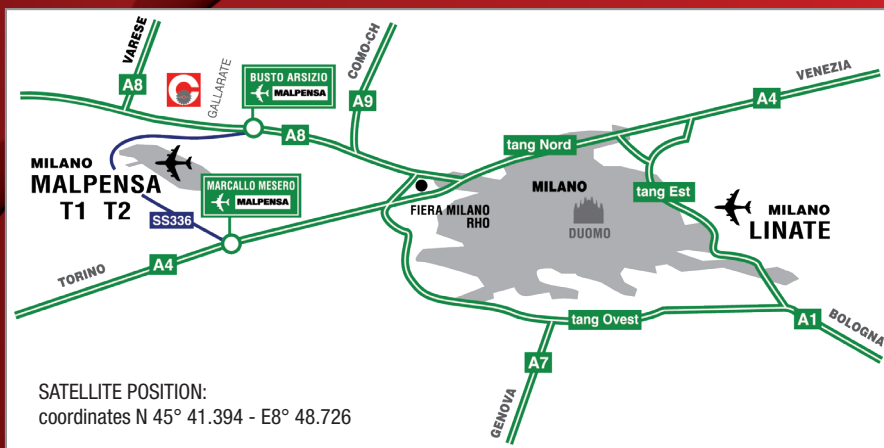 VARESE
A8
GALLARATE
BUSTO ARSIZIO
MALPENSA
COMO-CH
A9
A8
VENEZIA
A4
tang Nord
MILANO
MALPENSA
T1 T2
SS336
MARCALLO MESERO
MALPENSA
FIERA MILANO
RHO
MILANO
DUOMO
tang Est
MILANO
LINATE
TORINO
A4
tang Ovest
A1
BOLOGNA
A7
GENOVA
SATELLITE POSITION:
coordinates N 45° 41.394 - E8° 48.726